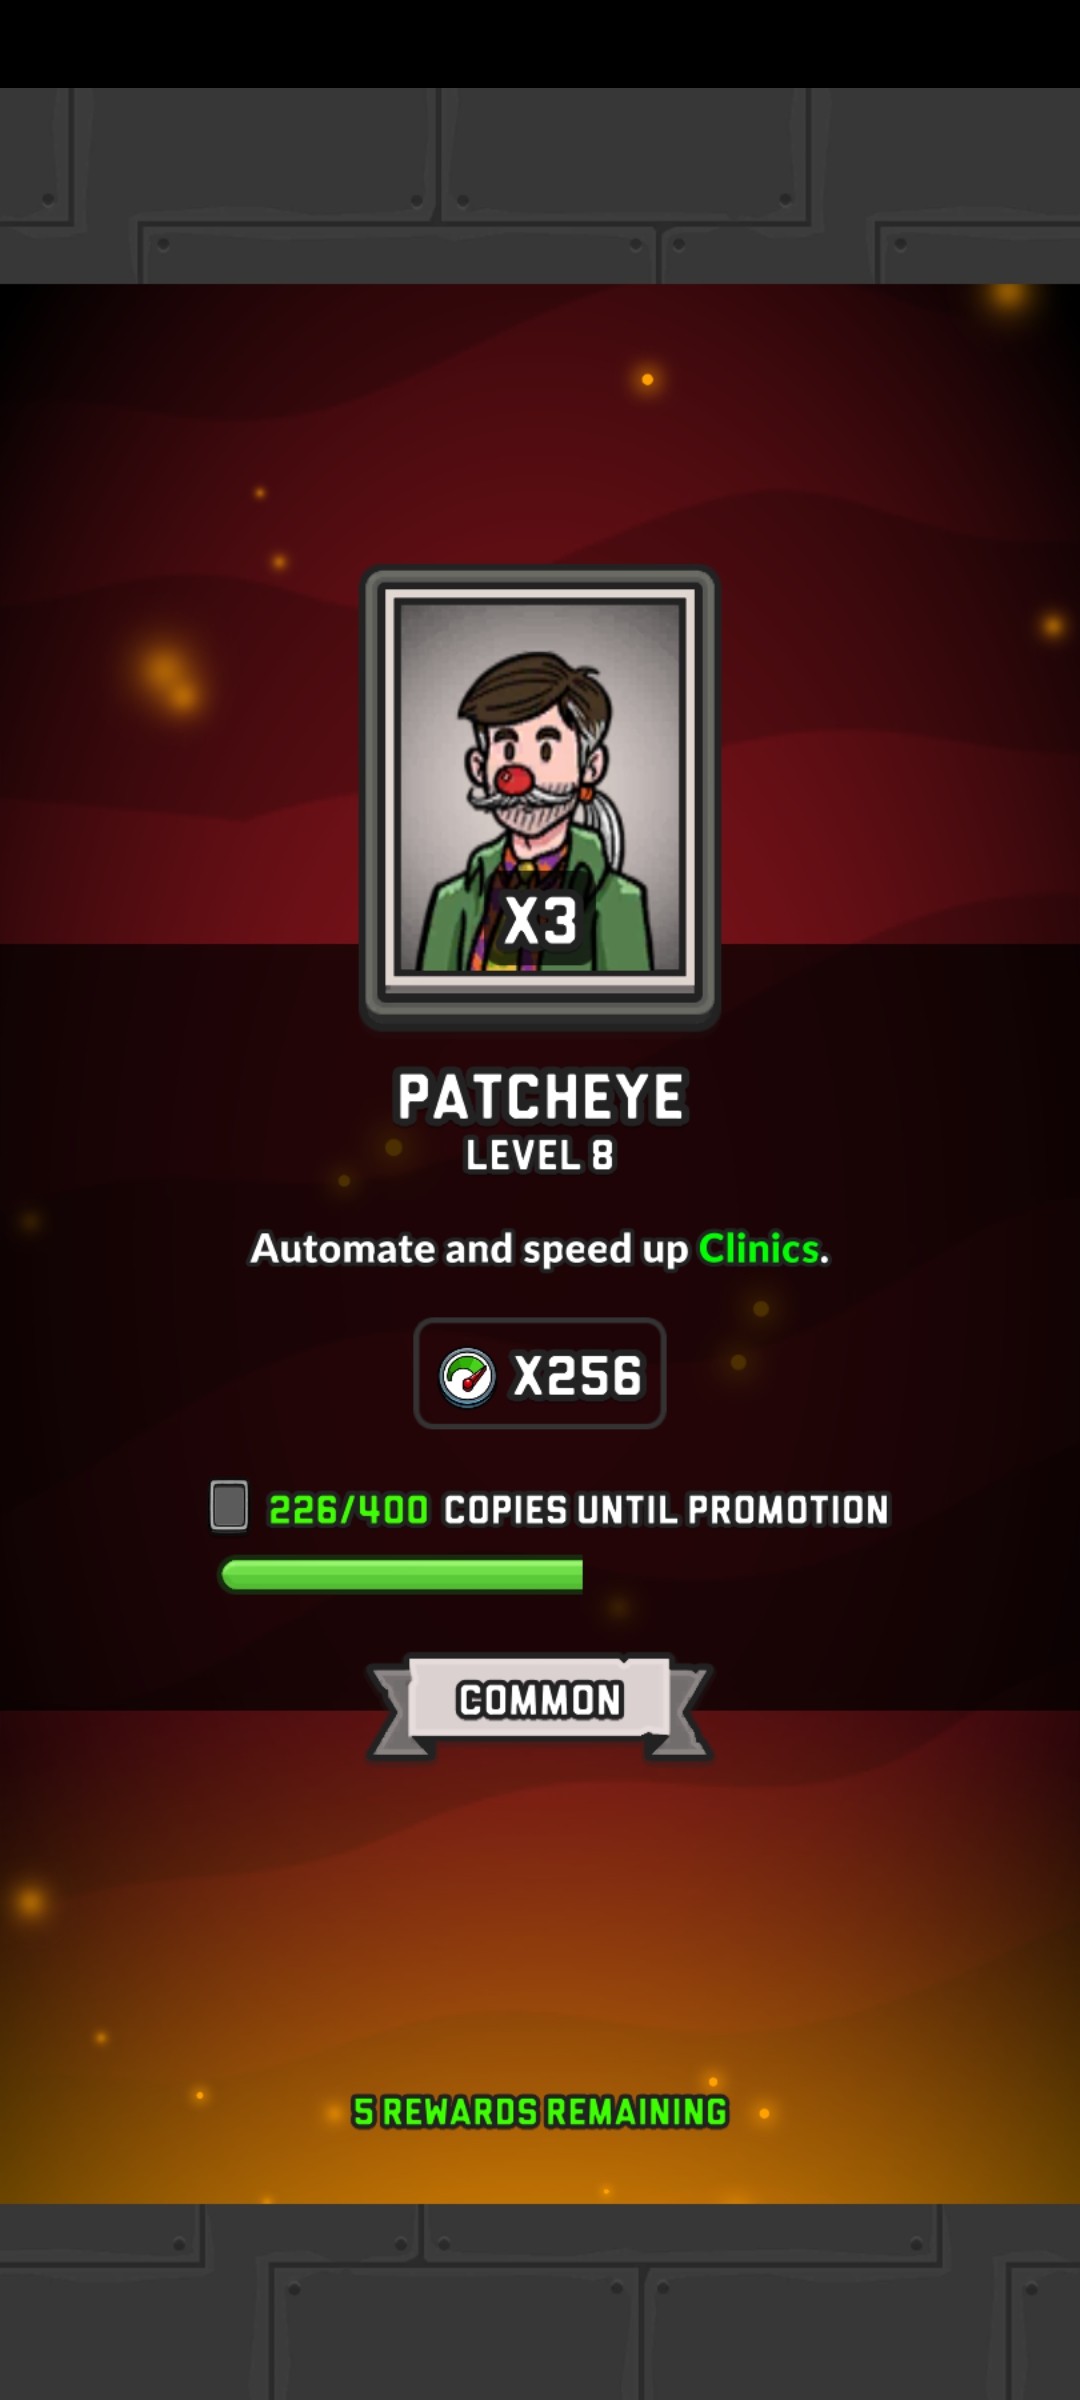 X3
PATCHEYE
LEVEL 8
Automate and speed up Clinics.
X256
226/400 COPIES UNTIL PROMOTION
COMMON
5 REWARDS REMAINING